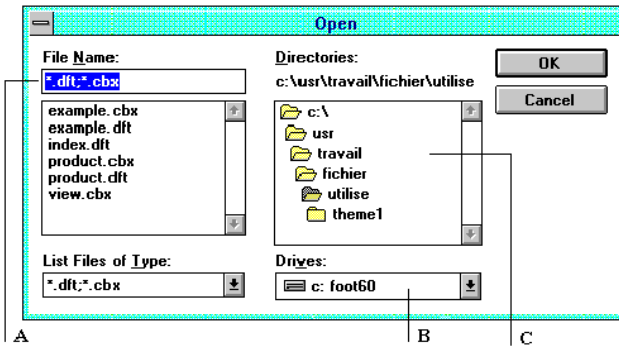 Open
File Name:
*.dft;*.cbx
example.cbx
example.dft
index.dft
product.cbx
product.dft
view.cbx
List Files of Type:
*.dft;*.cbx
Directories:
c:\usr\travail\fichier\utilise
c:\
usr
travail
fichier
utilise
theme1
Drives:
c: foot60
OK
Cancel
A
B
C